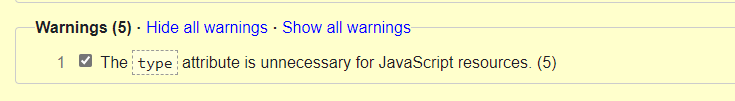 Warnings (5) · Hide all warnings · Show all warnings
1 The type attribute is unnecessary for JavaScript resources. (5)